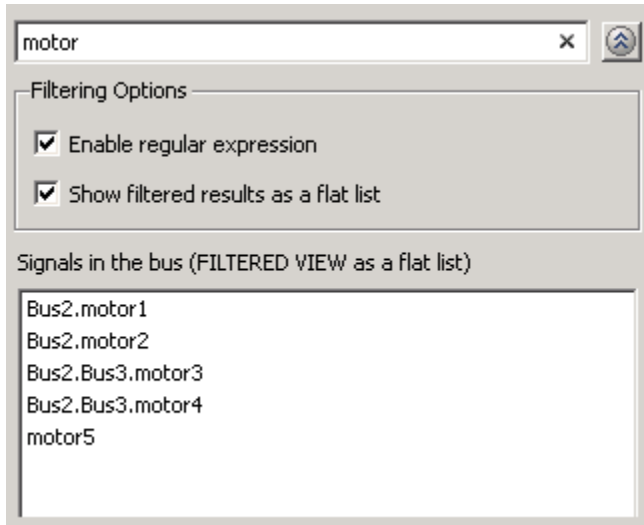 motor
Filtering Options
Enable regular expression
Show filtered results as a flat list
Signals in the bus (FILTERED VIEW as a flat list)
Bus2.motor1
Bus2.motor2
Bus2.Bus3.motor3
Bus2.Bus3.motor4
motor5